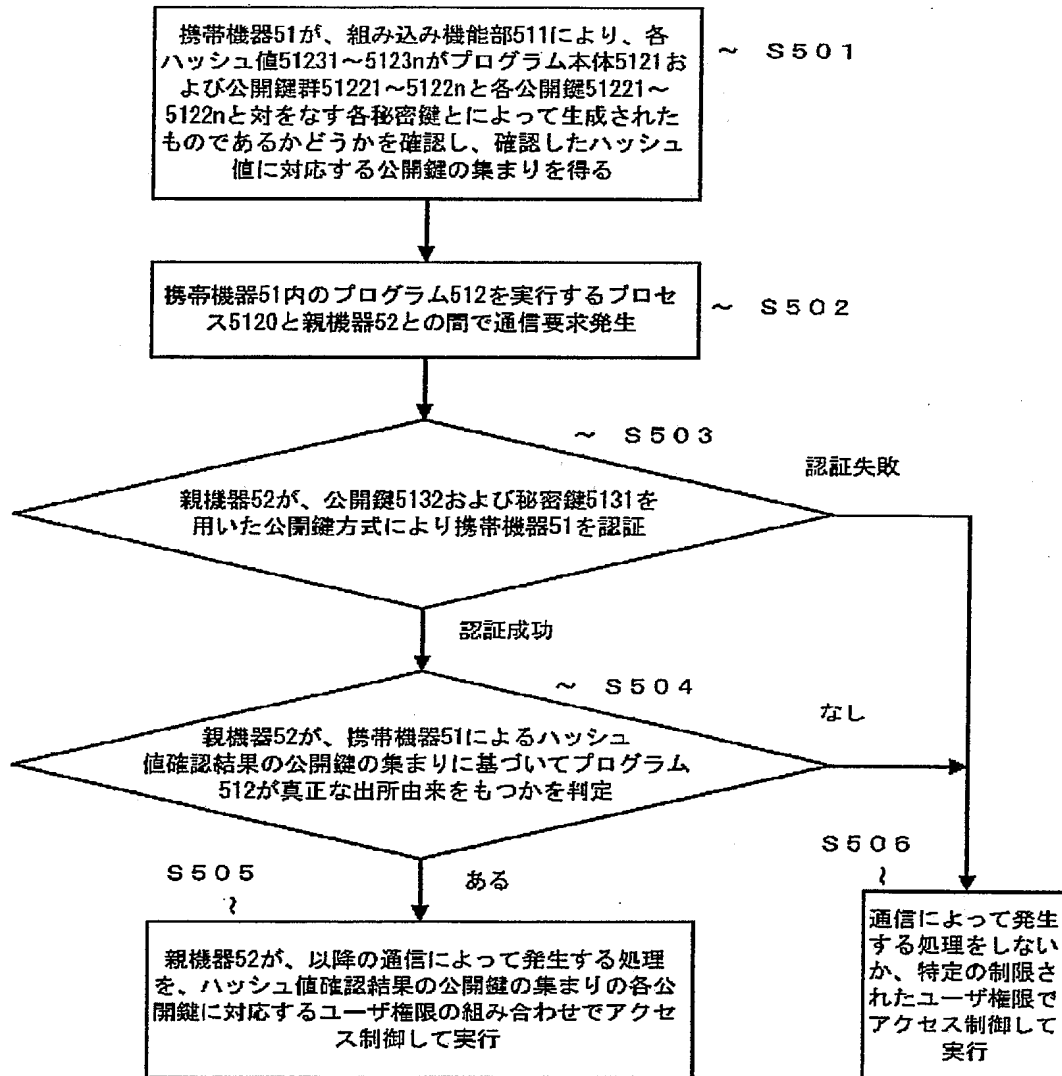 携帯機器51が、組み込み機能部511により、各
ハッシュ値51231～5123nがプログラム本体5121お
よび公開鍵群51221～5122nと各公開鍵51221～
5122nと対をなす各秘密鍵とによって生成された
ものであるかどうかを確認し、確認したハッシュ
値に対応する公開鍵の集まりを得る
～ S501
携帯機器51内のプログラム512を実行するプロセ
ス5120と親機器52との間で通信要求発生
～ S502
～ S503
認証失敗
親機器52が、公開鍵5132および秘密鍵5131を
用いた公開鍵方式により携帯機器51を認証
認証成功
～ S504
なし
親機器52が、携帯機器51によるハッシュ
値確認結果の公開鍵の集まりに基づいてプログラム
512が真正な出所由来をもつかを判定
S505
～
ある
S506
～
親機器52が、以降の通信によって発生する処理
を、ハッシュ値確認結果の公開鍵の集まりの各公
開鍵に対応するユーザ権限の組み合わせでアクセ
ス制御して実行
通信によって発生
する処理をしない
か、特定の制限さ
れたユーザ権限で
アクセス制御して
実行